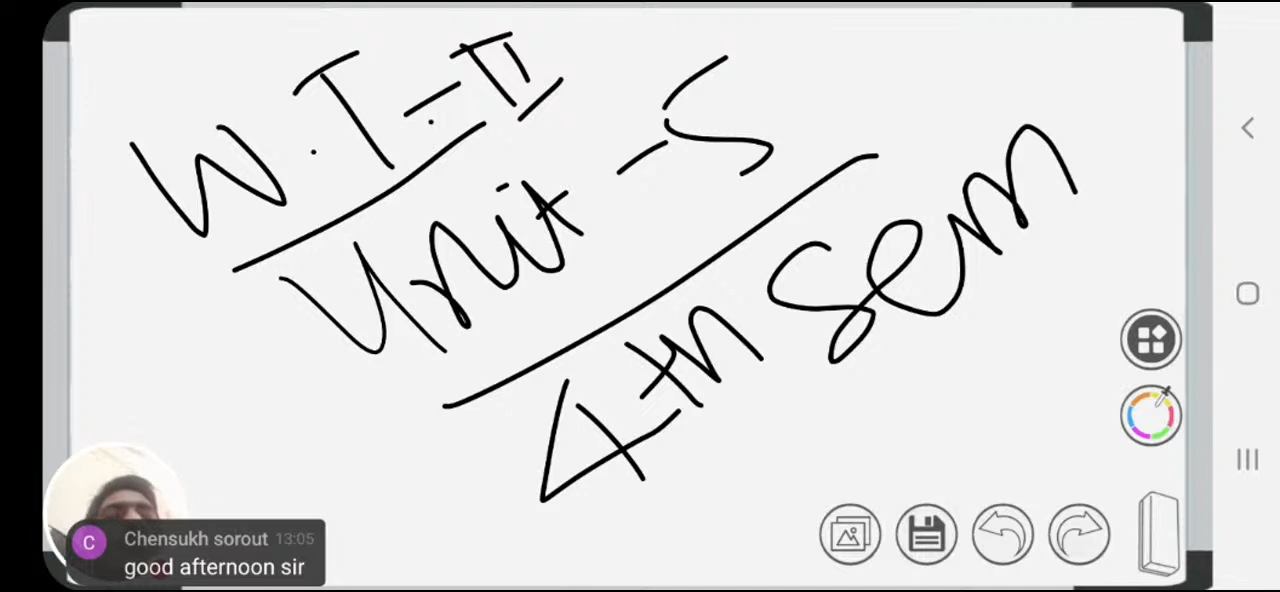 W.T.-II
Unit-5
4th sem
C
Chensukh sorout 13:05
good afternoon sir